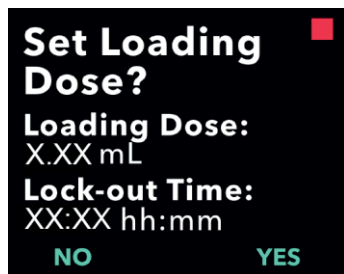 Set Loading
Dose?
Loading Dose:
X.XX mL
Lock-out Time:
XX:XX hh:mm
NO YES